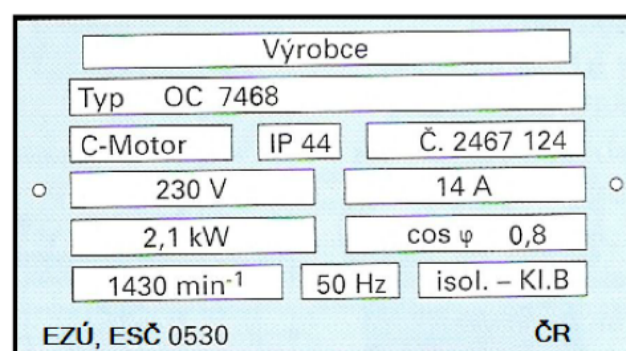 Výrobce
Typ OC 7468
C-Motor IP 44 Č. 2467 124
230 V 14 A
2,1 kW cos φ 0,8
1430 min⁻¹ 50 Hz isol. – Kl.B
EZÚ, ESČ 0530 ČR